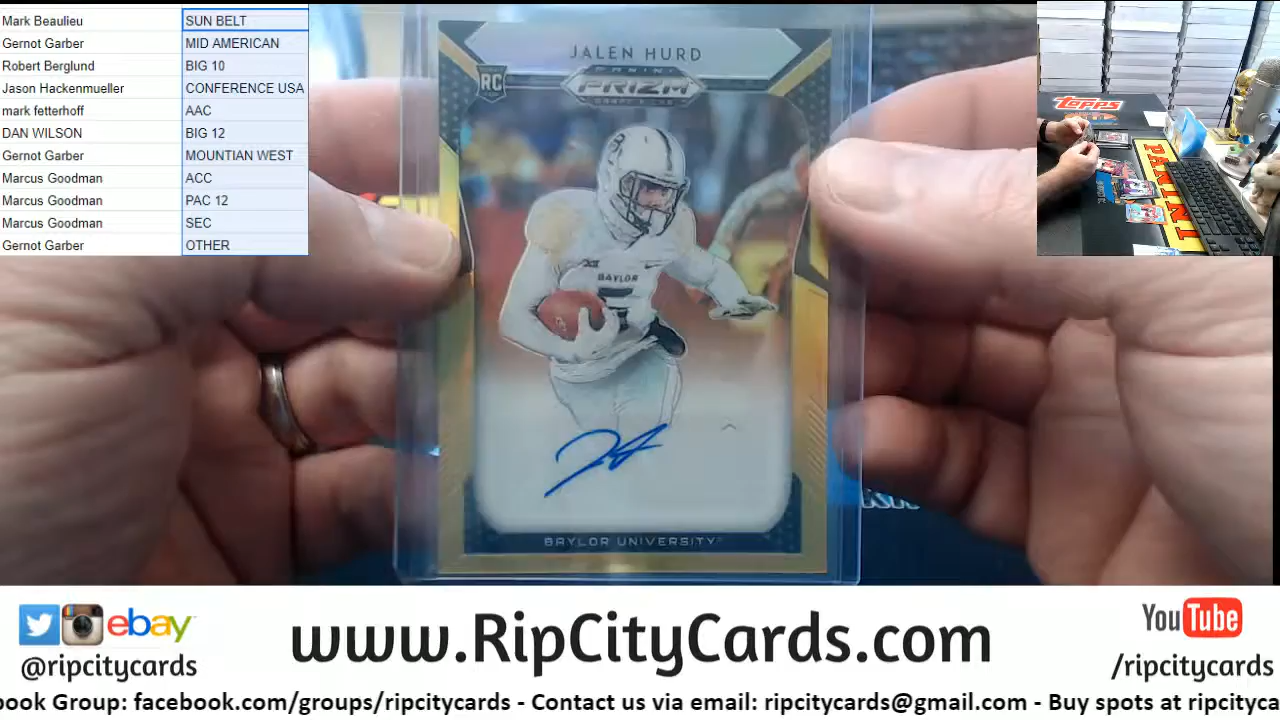 Mark Beaulieu SUN BELT
Gernot Garber MID AMERICAN
Robert Berglund BIG 10
Jason Hackenmueller CONFERENCE USA
mark fetterhoff AAC
DAN WILSON BIG 12
Gernot Garber MOUNTIAN WEST
Marcus Goodman ACC
Marcus Goodman PAC 12
Marcus Goodman SEC
Gernot Garber OTHER
JALEN HURD
RC
PANINI
PRIZM
DRAFT PICKS
BAYLOR
BAYLOR UNIVERSITY
Topps
PANINI
ebay
@ripcitycards
www.RipCityCards.com
YouTube
/ripcitycards
book Group: facebook.com/groups/ripcitycards - Contact us via email: ripcitycards@gmail.com - Buy spots at ripcityca